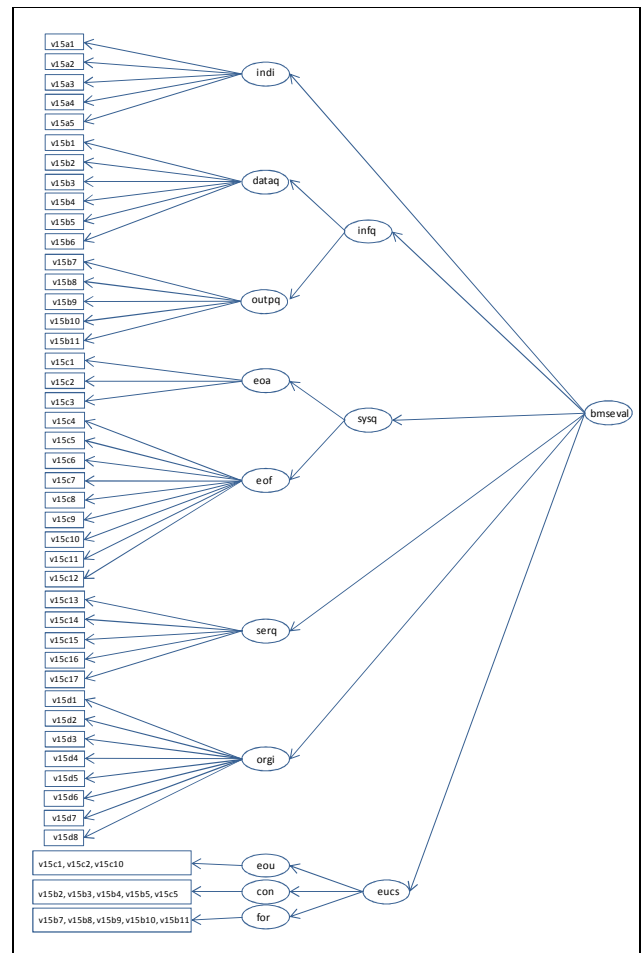 v15a1
v15a2
v15a3
v15a4
v15a5
indi
v15b1
v15b2
v15b3
v15b4
v15b5
v15b6
dataq
infq
v15b7
v15b8
v15b9
v15b10
v15b11
outpq
v15c1
v15c2
v15c3
eoa
sysq
bmseval
v15c4
v15c5
v15c6
v15c7
v15c8
v15c9
v15c10
v15c11
v15c12
eof
v15c13
v15c14
v15c15
v15c16
v15c17
serq
v15d1
v15d2
v15d3
v15d4
v15d5
v15d6
v15d7
v15d8
orgi
v15c1, v15c2, v15c10
eou
v15b2, v15b3, v15b4, v15b5, v15c5
con
eucs
v15b7, v15b8, v15b9, v15b10, v15b11
for